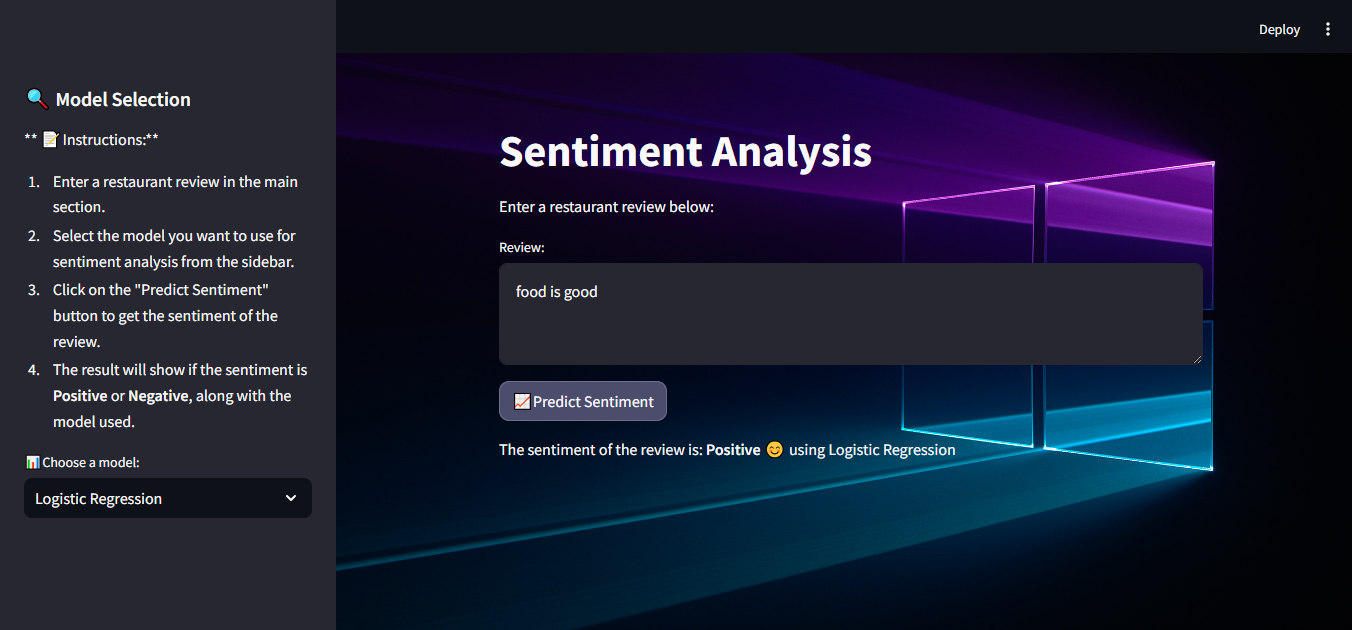 Deploy
🔍 Model Selection
** 📝 Instructions:**
1. Enter a restaurant review in the main
section.
2. Select the model you want to use for
sentiment analysis from the sidebar.
3. Click on the "Predict Sentiment"
button to get the sentiment of the
review.
4. The result will show if the sentiment is
Positive or Negative, along with the
model used.
📊 Choose a model:
Logistic Regression
Sentiment Analysis
Enter a restaurant review below:
Review:
food is good
📈 Predict Sentiment
The sentiment of the review is: Positive 😊 using Logistic Regression